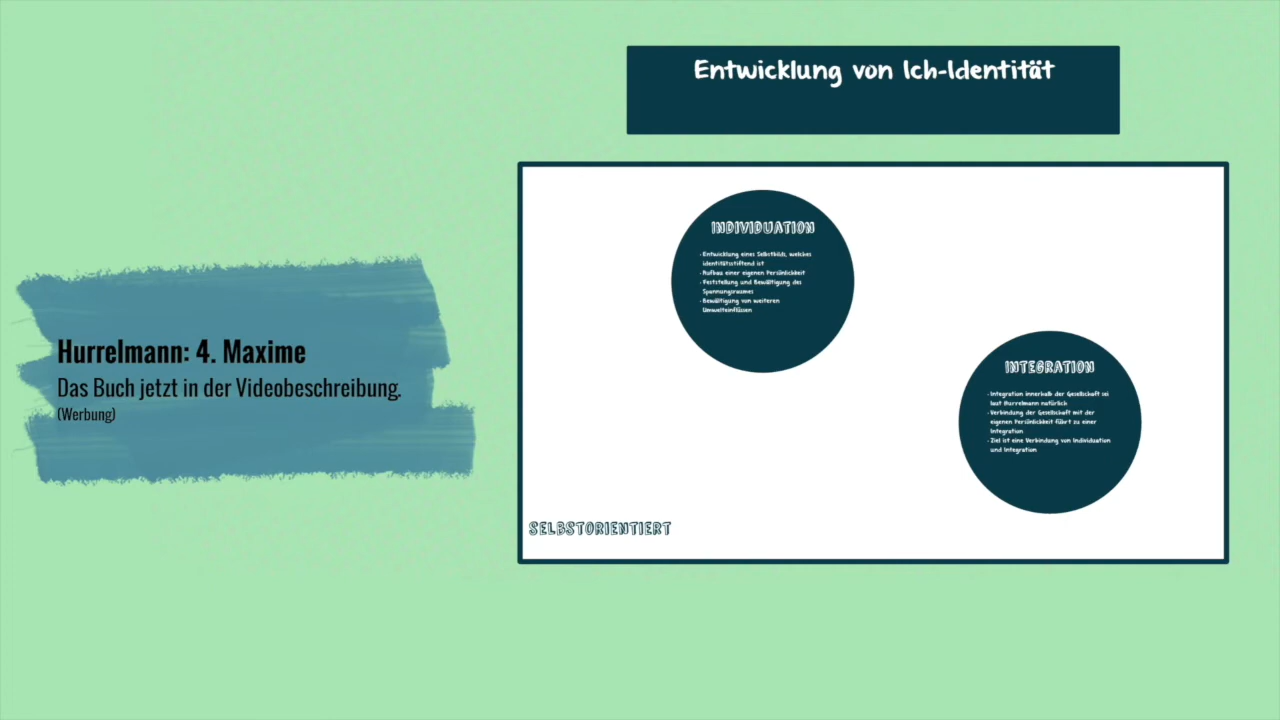 Entwicklung von Ich-Identität
INDIVIDUATION
- Entwicklung eines Selbstbilds, welches
identitätsstiftend ist
- Aufbau einer eigenen Persönlichkeit
- Feststellung und Bewältigung des
Spannungsraumes
- Bewältigung von weiteren
Umwelteinflüssen
INTEGRATION
- Integration innerhalb der Gesellschaft sei
laut Hurrelmann natürlich
- Verbindung der Gesellschaft mit der
eigenen Persönlichkeit führt zu einer
Integration
- Ziel ist eine Verbindung von Individuation
und Integration
SELBSTORIENTIERT
Hurrelmann: 4. Maxime
Das Buch jetzt in der Videobeschreibung.
(Werbung)